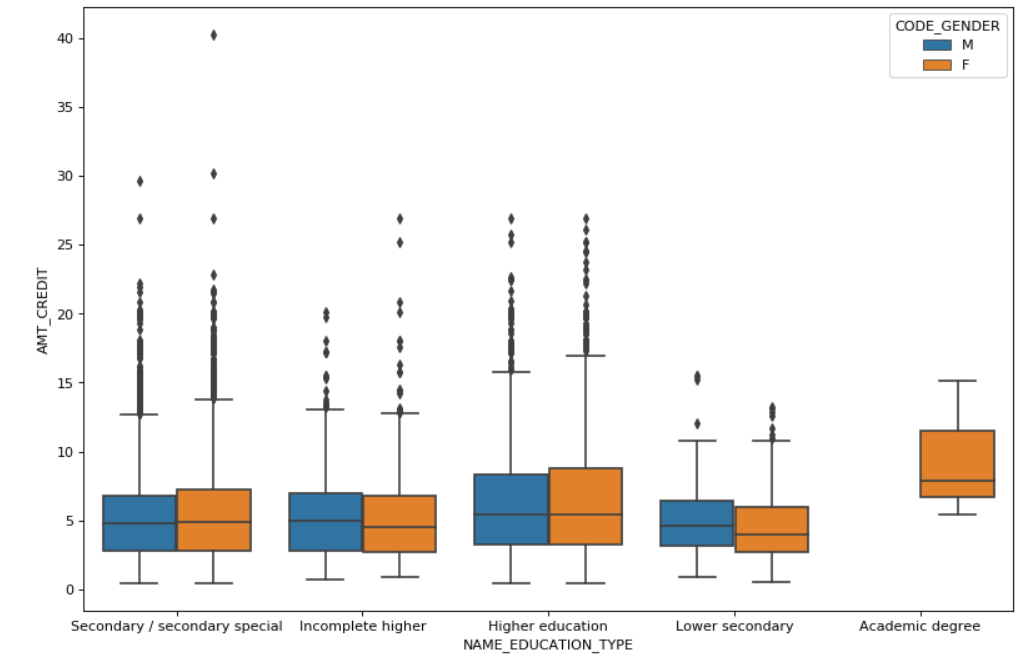 CODE_GENDER
M
F
40
35
30
25
20
15
10
5
0
AMT_CREDIT
Secondary / secondary special
Incomplete higher
Higher education
Lower secondary
Academic degree
NAME_EDUCATION_TYPE